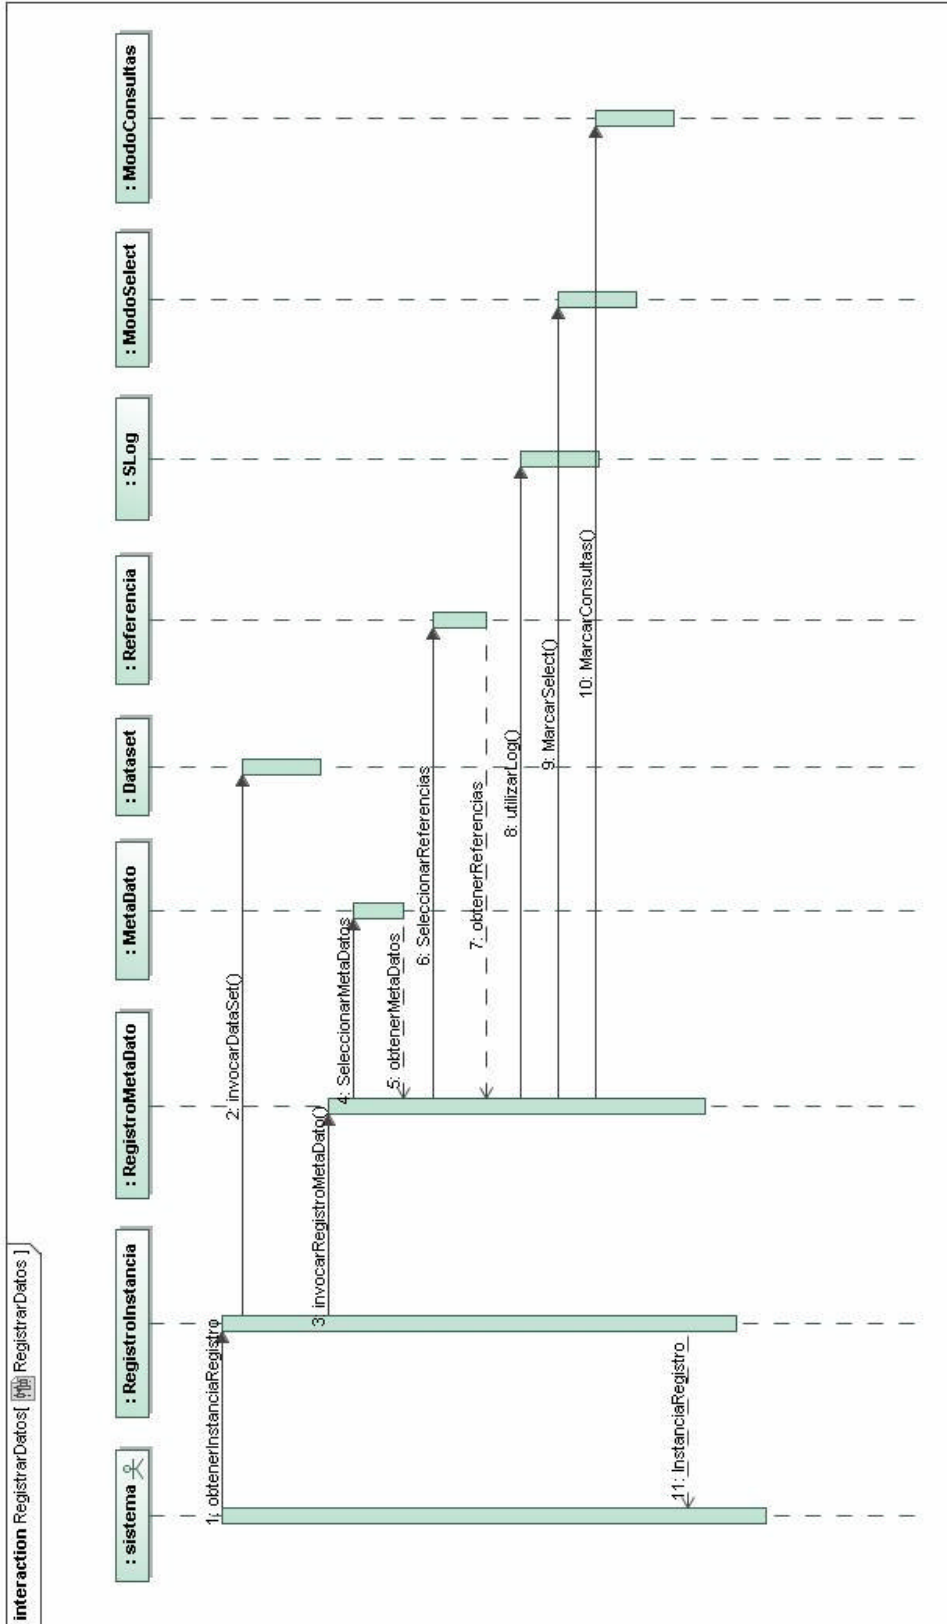 interaction RegistrarDatos[ RegistrarDatos ]
: sistema
: RegistroInstancia
: RegistroMetaDato
: MetaDato
: Dataset
: Referencia
: SLog
: ModoSelect
: ModoConsultas
1: obtenerInstanciaRegistro
2: invocarDataSet()
3: invocarRegistroMetaDato()
4: SeleccionarMetaDatos
5: obtenerMetaDatos
6: SeleccionarReferencias
7: obtenerReferencias
8: utilizarLog()
9: MarcarSelect()
10: MarcarConsultas()
11: InstanciaRegistro